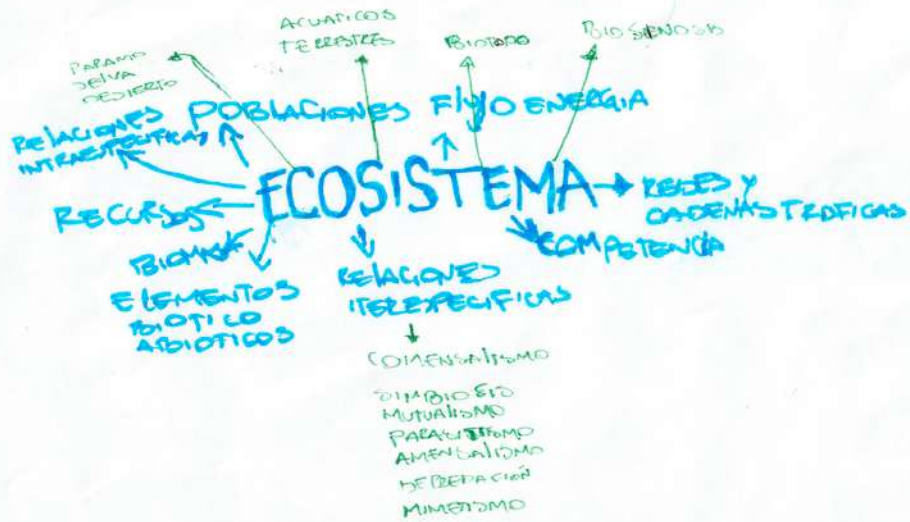 ACUATICOS
TERRESTRES
BIOTOPO
BIOSENOSIS
PARAMO
SELVA
DESIERTO
RELACIONES
INTRAESPECIFICAS
POBLACIONES
FLUJO ENERGIA
ECOSISTEMA
REDES Y
CADENAS TROFICAS
RECURSOS
COMPETENCIA
BIOMAS
ELEMENTOS
BIOTICO
ABIOTICOS
RELACIONES
ITERESPECIFICAS
COMENSALISMO
SIMBIOSIS
MUTUALISMO
PARASITISMO
AMENSALISMO
DEPREDACIÓN
MIMETISMO